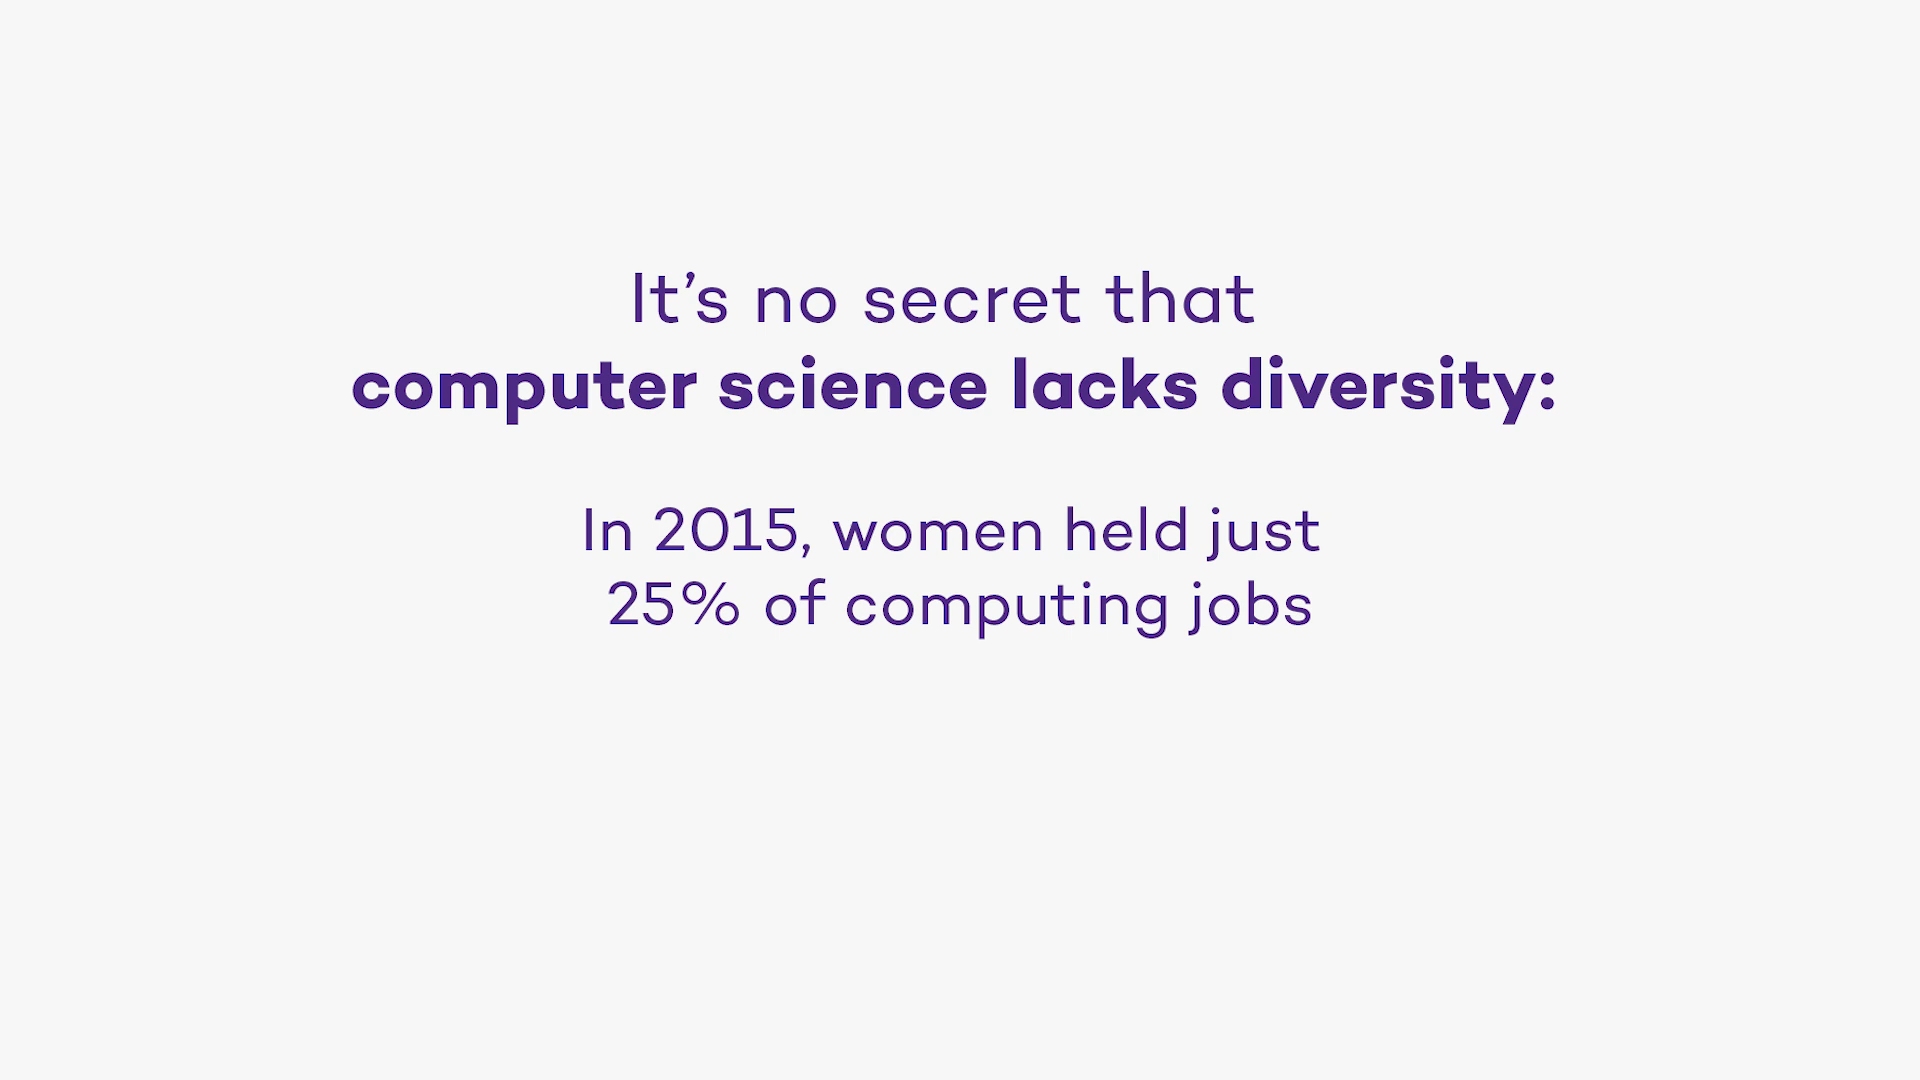 It’s no secret that
computer science lacks diversity:
In 2015, women held just
25% of computing jobs